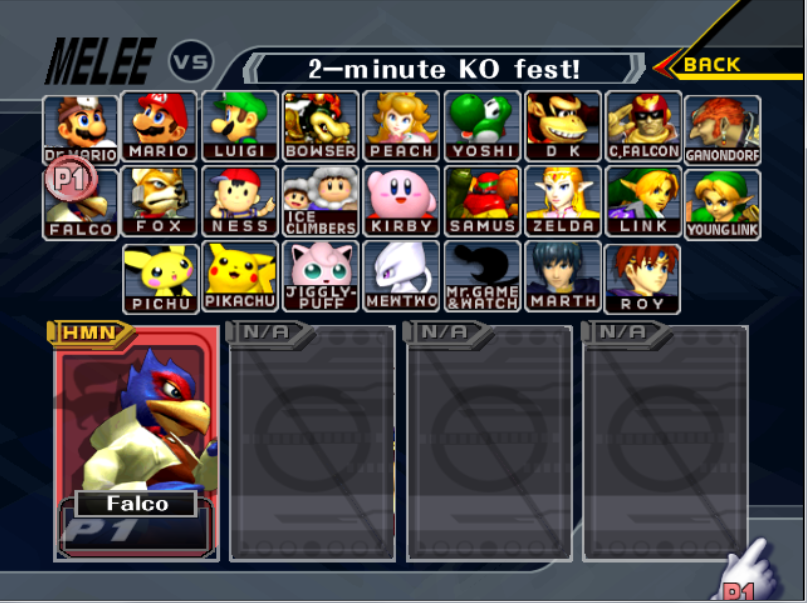 MELEE VS 2-minute KO fest! BACK
DR.MARIO MARIO LUIGI BOWSER PEACH YOSHI D K C.FALCON GANONDORF
P1
FALCO FOX NESS ICE CLIMBERS KIRBY SAMUS ZELDA LINK YOUNG LINK
PICHU PIKACHU JIGGLY-PUFF MEWTWO Mr.GAME &WATCH MARTH ROY
HMN N/A N/A N/A
Falco
P1
P1